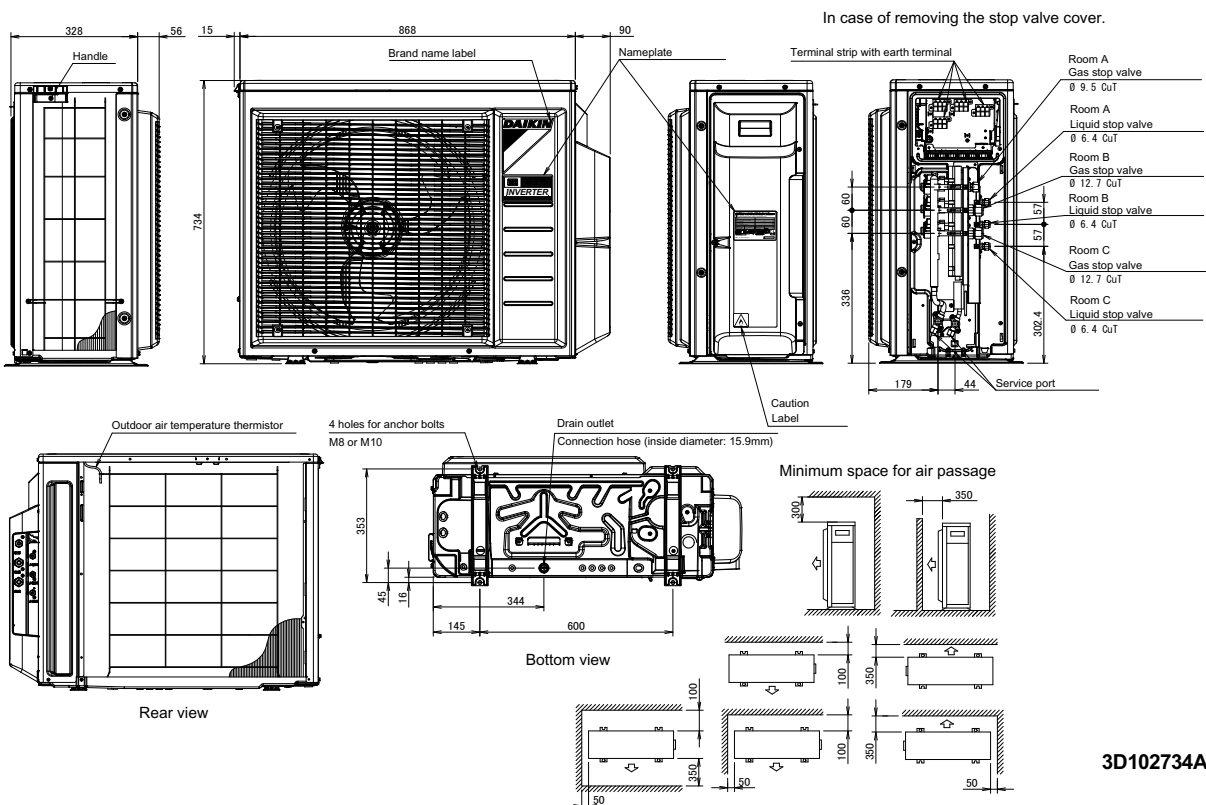 In case of removing the stop valve cover.
328
56
15
868
90
Handle
Brand name label
Nameplate
Terminal strip with earth terminal
Room A
Gas stop valve
Ø 9.5 CuT
Room A
Liquid stop valve
Ø 6.4 CuT
Room B
Gas stop valve
Ø 12.7 CuT
Room B
Liquid stop valve
Ø 6.4 CuT
Room C
Gas stop valve
Ø 12.7 CuT
Room C
Liquid stop valve
Ø 6.4 CuT
DAIKIN
INVERTER
734
60
60
336
57
57
302.4
179
44
Service port
Caution
Label
Outdoor air temperature thermistor
4 holes for anchor bolts
M8 or M10
Drain outlet
Connection hose (inside diameter: 15.9mm)
353
45
16
344
145
600
Bottom view
Rear view
Minimum space for air passage
300
350
100
350
100
350
50
100
50
350
50
3D102734A